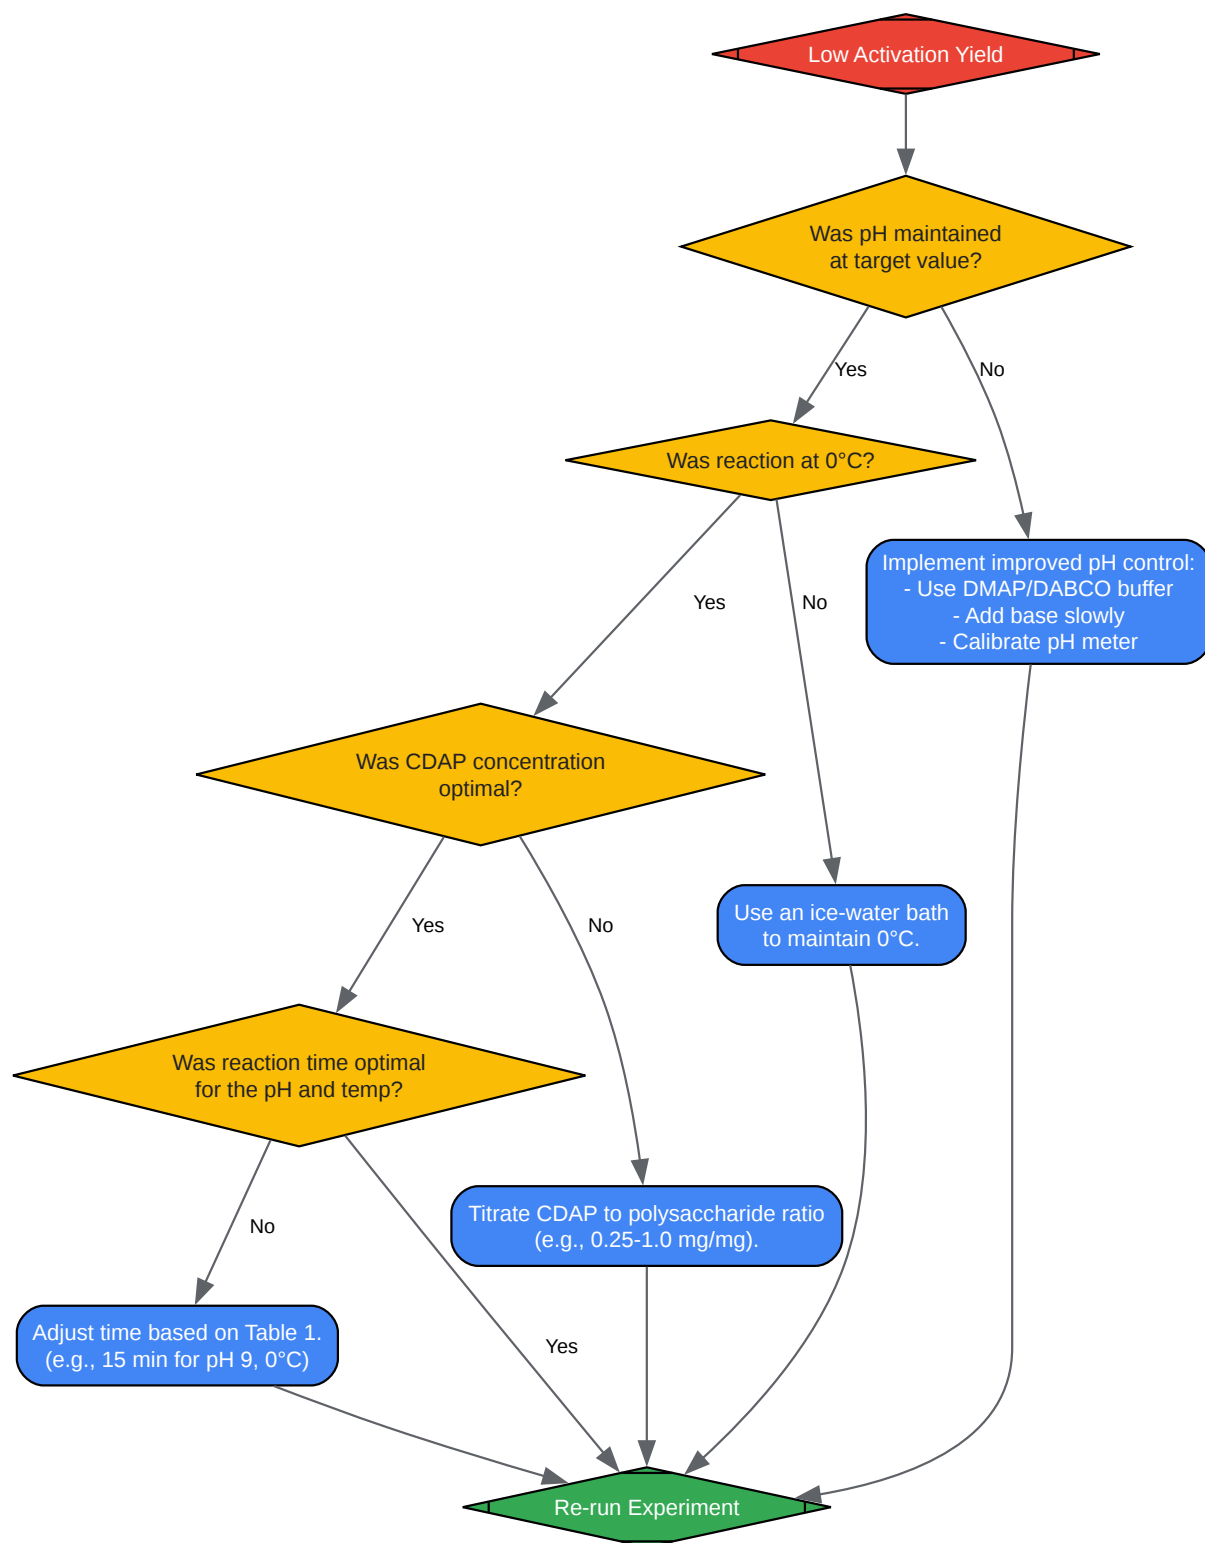 Low Activation Yield
Was pH maintained
at target value?
Yes
No
Was reaction at 0°C?
Implement improved pH control:
- Use DMAP/DABCO buffer
- Add base slowly
- Calibrate pH meter
Yes
No
Was CDAP concentration
optimal?
Use an ice-water bath
to maintain 0°C.
Yes
No
Was reaction time optimal
for the pH and temp?
Titrate CDAP to polysaccharide ratio
(e.g., 0.25-1.0 mg/mg).
No
Yes
Adjust time based on Table 1.
(e.g., 15 min for pH 9, 0°C)
Re-run Experiment